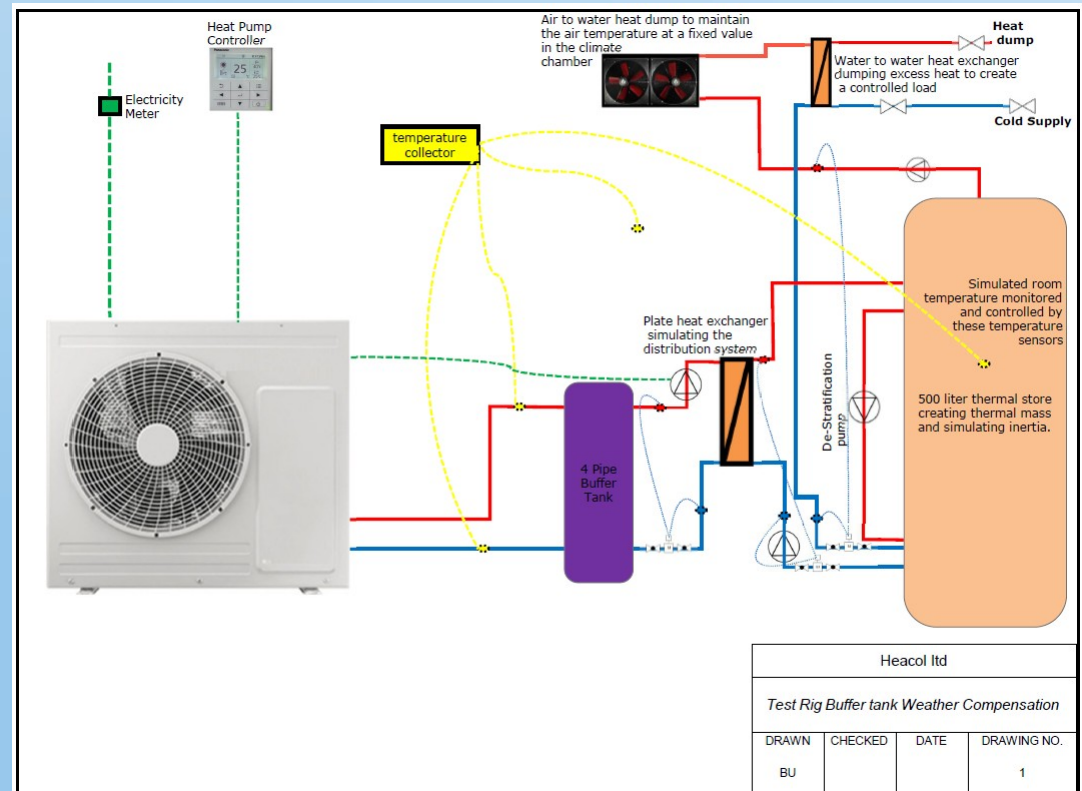 Heat Pump
Controller
25
Electricity
Meter
Air to water heat dump to maintain
the air temperature at a fixed value
in the climate
chamber
Heat
dump
Water to water heat exchanger
dumping excess heat to create
a controlled load
Cold Supply
temperature
collector
Simulated room
temperature monitored
and controlled by
these temperature
sensors
Plate heat exchanger
simulating the
distribution system
De-Stratification
pump
500 liter thermal store
creating thermal mass
and simulating inertia.
4 Pipe
Buffer
Tank
Heacol ltd
Test Rig Buffer tank Weather Compensation
DRAWN CHECKED DATE DRAWING NO.
BU 1